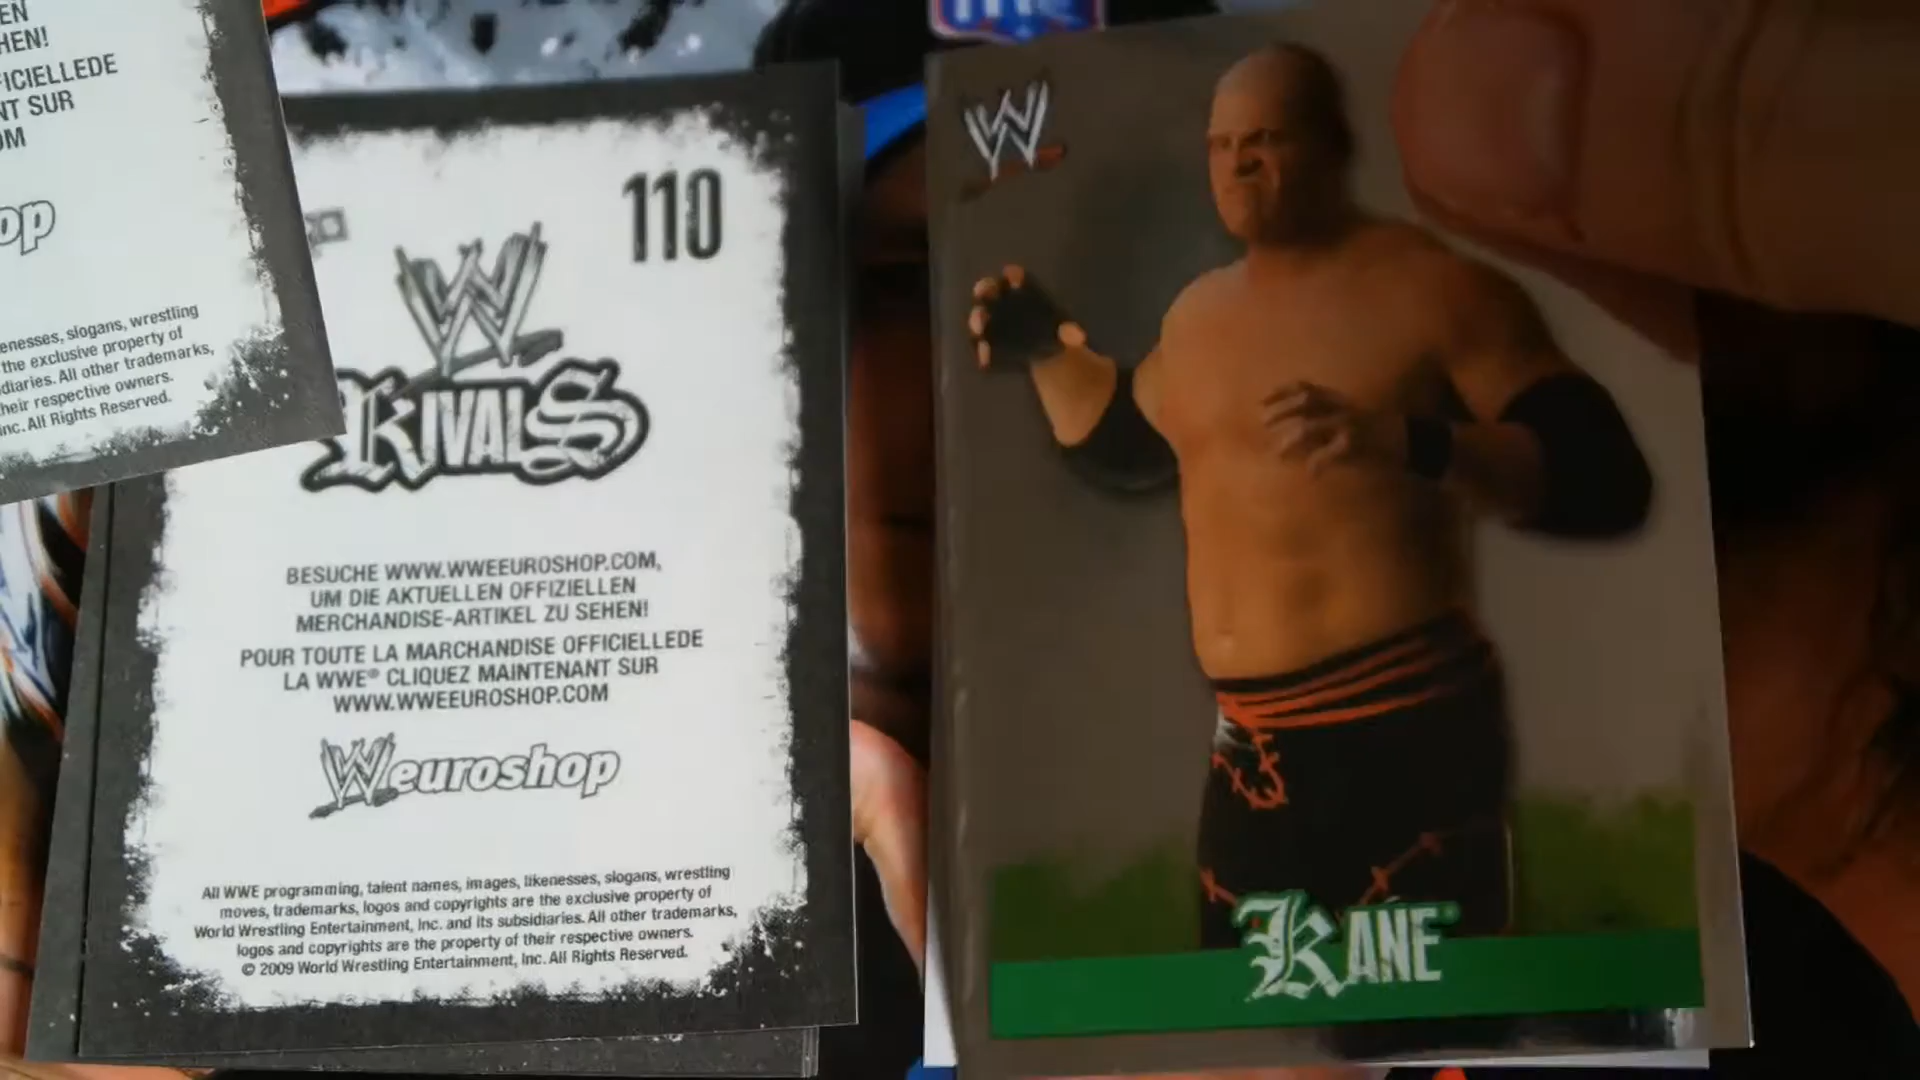 EN
HEN!
FICIELLEDE
NT SUR
OM
op
enesses, slogans, wrestling
the exclusive property of
diaries. All other trademarks,
heir respective owners.
Inc. All Rights Reserved.
110
W
RIVALS
BESUCHE WWW.WWEEUROSHOP.COM,
UM DIE AKTUELLEN OFFIZIELLEN
MERCHANDISE-ARTIKEL ZU SEHEN!
POUR TOUTE LA MARCHANDISE OFFICIELLEDE
LA WWE® CLIQUEZ MAINTENANT SUR
WWW.WWEEUROSHOP.COM
Weuroshop
All WWE programming, talent names, images, likenesses, slogans, wrestling
moves, trademarks, logos and copyrights are the exclusive property of
World Wrestling Entertainment, Inc. and its subsidiaries. All other trademarks,
logos and copyrights are the property of their respective owners.
© 2009 World Wrestling Entertainment, Inc. All Rights Reserved.
W
KANE